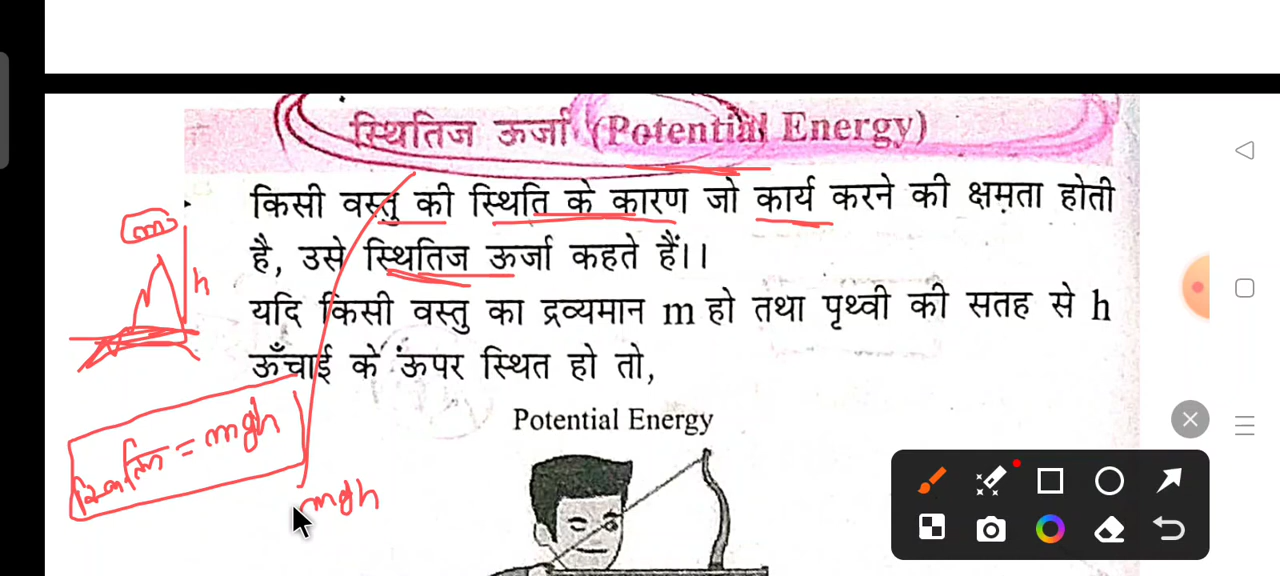 स्थितिज ऊर्जा (Potential Energy)
किसी वस्तु की स्थिति के कारण जो कार्य करने की क्षमता होती
है, उसे स्थितिज ऊर्जा कहते हैं।।
यदि किसी वस्तु का द्रव्यमान m हो तथा पृथ्वी की सतह से h
ऊँचाई के ऊपर स्थित हो तो,
m
h
= mgh
mgh
Potential Energy